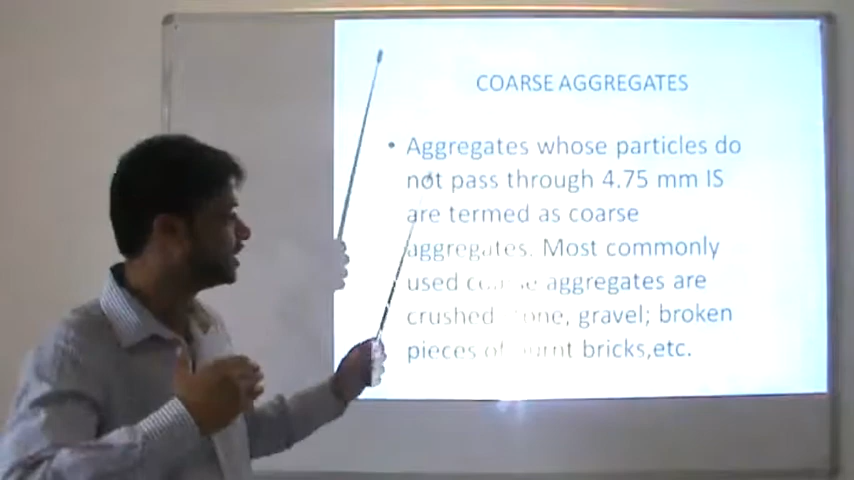 COARSE AGGREGATES
• Aggregates whose particles do
not pass through 4.75 mm IS
are termed as coarse
aggregates. Most commonly
used aggregates are
crushed gravel; broken
pieces of burnt bricks,etc.